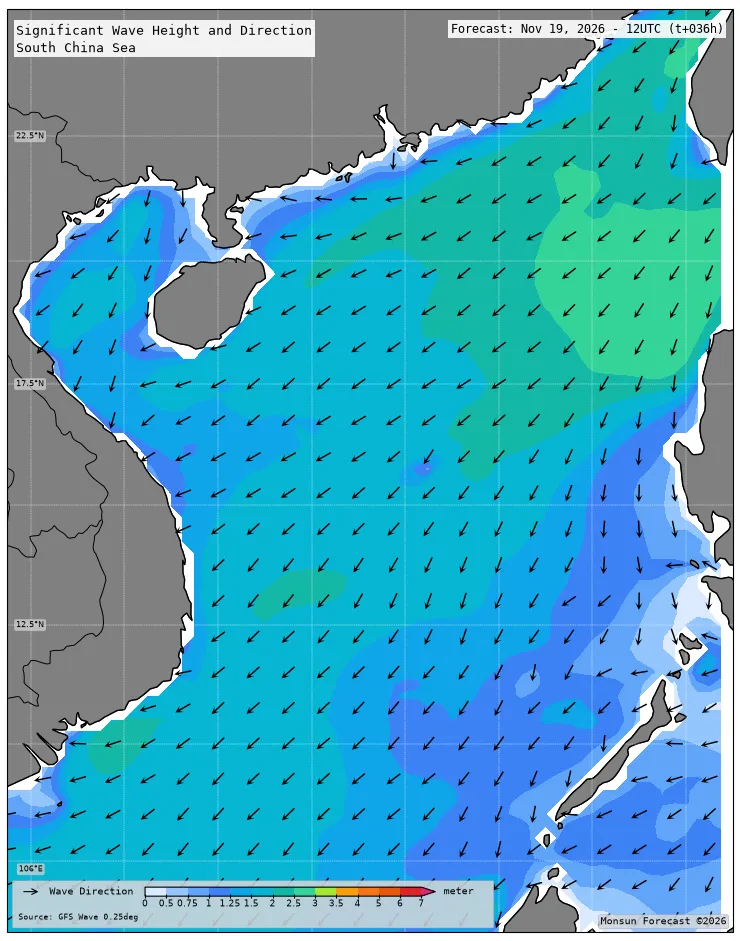 Significant Wave Height and Direction
South China Sea
Forecast: Nov 19, 2026 - 12UTC (t+036h)
22.5°N
17.5°N
12.5°N
106°E
Wave Direction
0 0.5 0.75 1 1.25 1.5 2 2.5 3 3.5 4 5 6 7 meter
Source: GFS Wave 0.25deg
Monsun Forecast ©2026